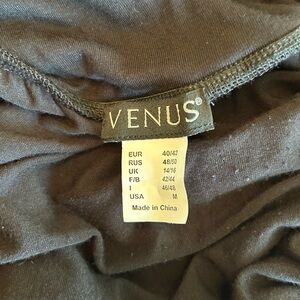 VENUS®
EUR 40/42
RUS 48/50
UK 14/16
F/B 42/44
I 46/48
USA M
Made in China